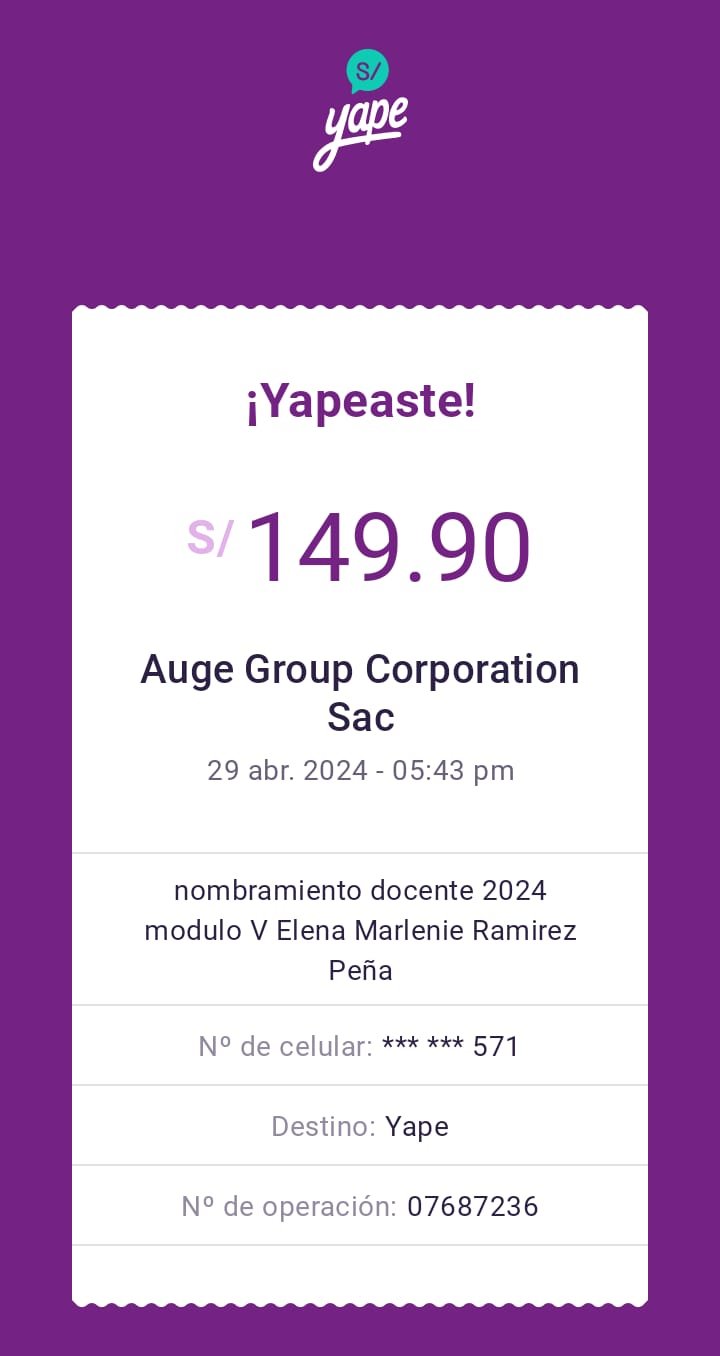 S/
yape
¡Yapeaste!
S/ 149.90
Auge Group Corporation
Sac
29 abr. 2024 - 05:43 pm
nombramiento docente 2024
modulo V Elena Marlenie Ramirez
Peña
Nº de celular: *** *** 571
Destino: Yape
Nº de operación: 07687236